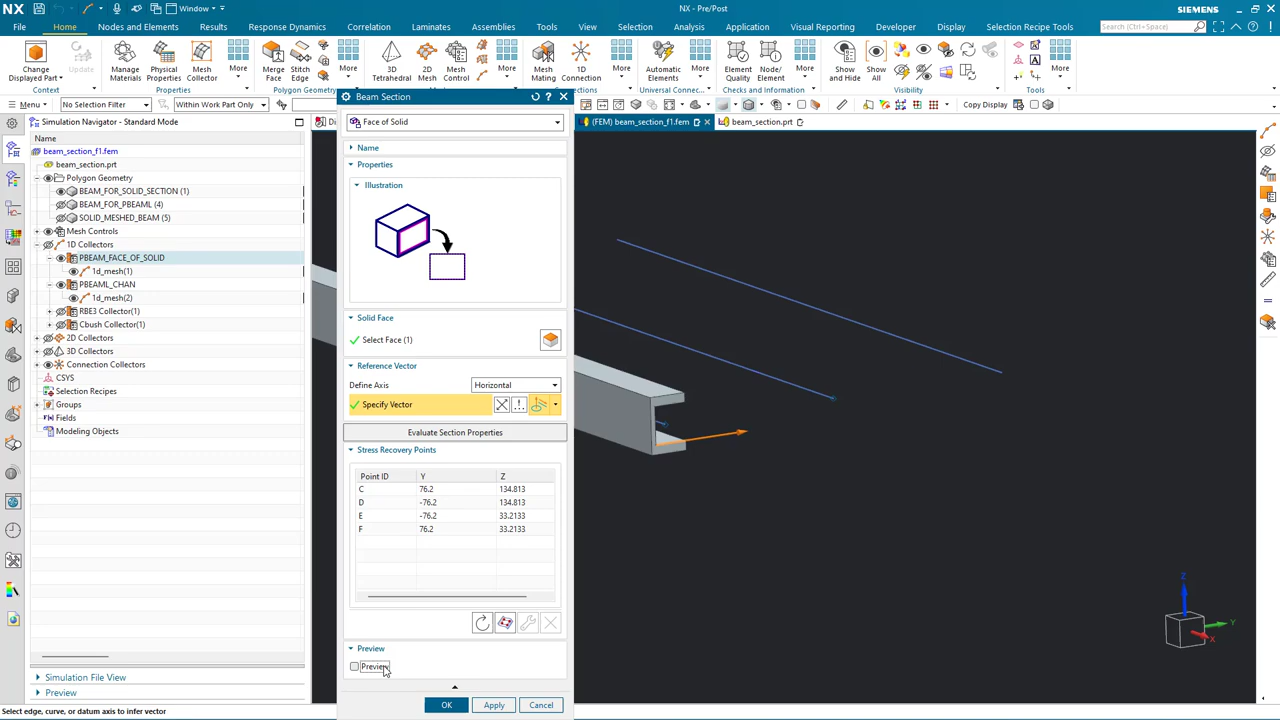 NX
Window
NX - Pre/Post
SIEMENS
File
Home
Nodes and Elements
Results
Response Dynamics
Correlation
Laminates
Assemblies
Tools
View
Selection
Analysis
Application
Variability
Developer
Selection Recipe Tools
Search (Ctrl+Space)
Change Displayed Part
Update
Manage Materials
Physical Properties
Mesh Collector
More
Merge Face
Stitch Edge
More
3D Tetrahedral
2D Mesh
Mesh Control
More
Mesh Mating
1D Connection
More
Automatic Elements
More
Element Quality
Node/Element
More
Show and Hide
Show All
More
Context
Properties
Polygon Geometry
Universal Connec...
Checks and Information
Visibility
Tools
Menu
No Selection Filter
Within Work Part Only
Copy Display
Simulation Navigator - Standard Mode
Name
beam_section_f1.fem
beam_section.prt
Polygon Geometry
BEAM_FOR_SOLID_SECTION (1)
BEAM_FOR_PBEAML (4)
SOLID_MESHED_BEAM (5)
Mesh Controls
1D Collectors
PBEAM_FACE_OF_SOLID
1d_mesh(1)
PBEAML_CHAN
1d_mesh(2)
RBE3 Collector(1)
Cbush Collector(1)
2D Collectors
3D Collectors
Connection Collectors
CSYS
Selection Recipes
Groups
Fields
Modeling Objects
Simulation File View
Preview
Select edge, curve, or datum axis to infer vector
Di
(FEM) beam_section_f1.fem
beam_section.prt
Beam Section
Face of Solid
Name
Properties
Illustration
Solid Face
Select Face (1)
Reference Vector
Define Axis
Horizontal
Specify Vector
Evaluate Section Properties
Stress Recovery Points
Point ID Y Z
C 76.2 134.813
D -76.2 134.813
E -76.2 33.2133
F 76.2 33.2133
Preview
Preview
OK
Apply
Cancel
Z
Y
X